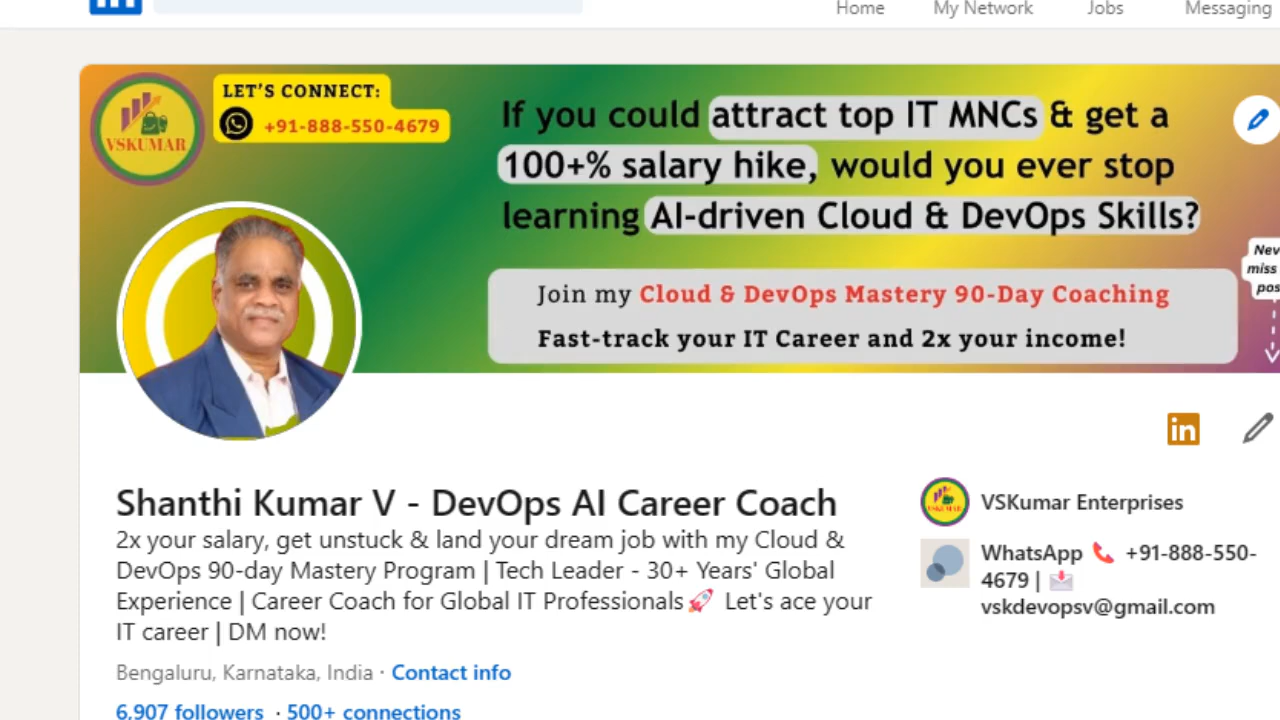 Home My Network Jobs Messaging
VSKUMAR
LET'S CONNECT:
+91-888-550-4679
If you could attract top IT MNCs & get a
100+% salary hike, would you ever stop
learning AI-driven Cloud & DevOps Skills?
Join my Cloud & DevOps Mastery 90-Day Coaching
Fast-track your IT Career and 2x your income!
Nev
miss
pos
in
Shanthi Kumar V - DevOps AI Career Coach
2x your salary, get unstuck & land your dream job with my Cloud &
DevOps 90-day Mastery Program | Tech Leader - 30+ Years' Global
Experience | Career Coach for Global IT Professionals🚀 Let's ace your
IT career | DM now!
Bengaluru, Karnataka, India · Contact info
6,907 followers · 500+ connections
VSKUMAR
VSKumar Enterprises
WhatsApp 📞 +91-888-550-
4679 | 📩
vskdevopsv@gmail.com